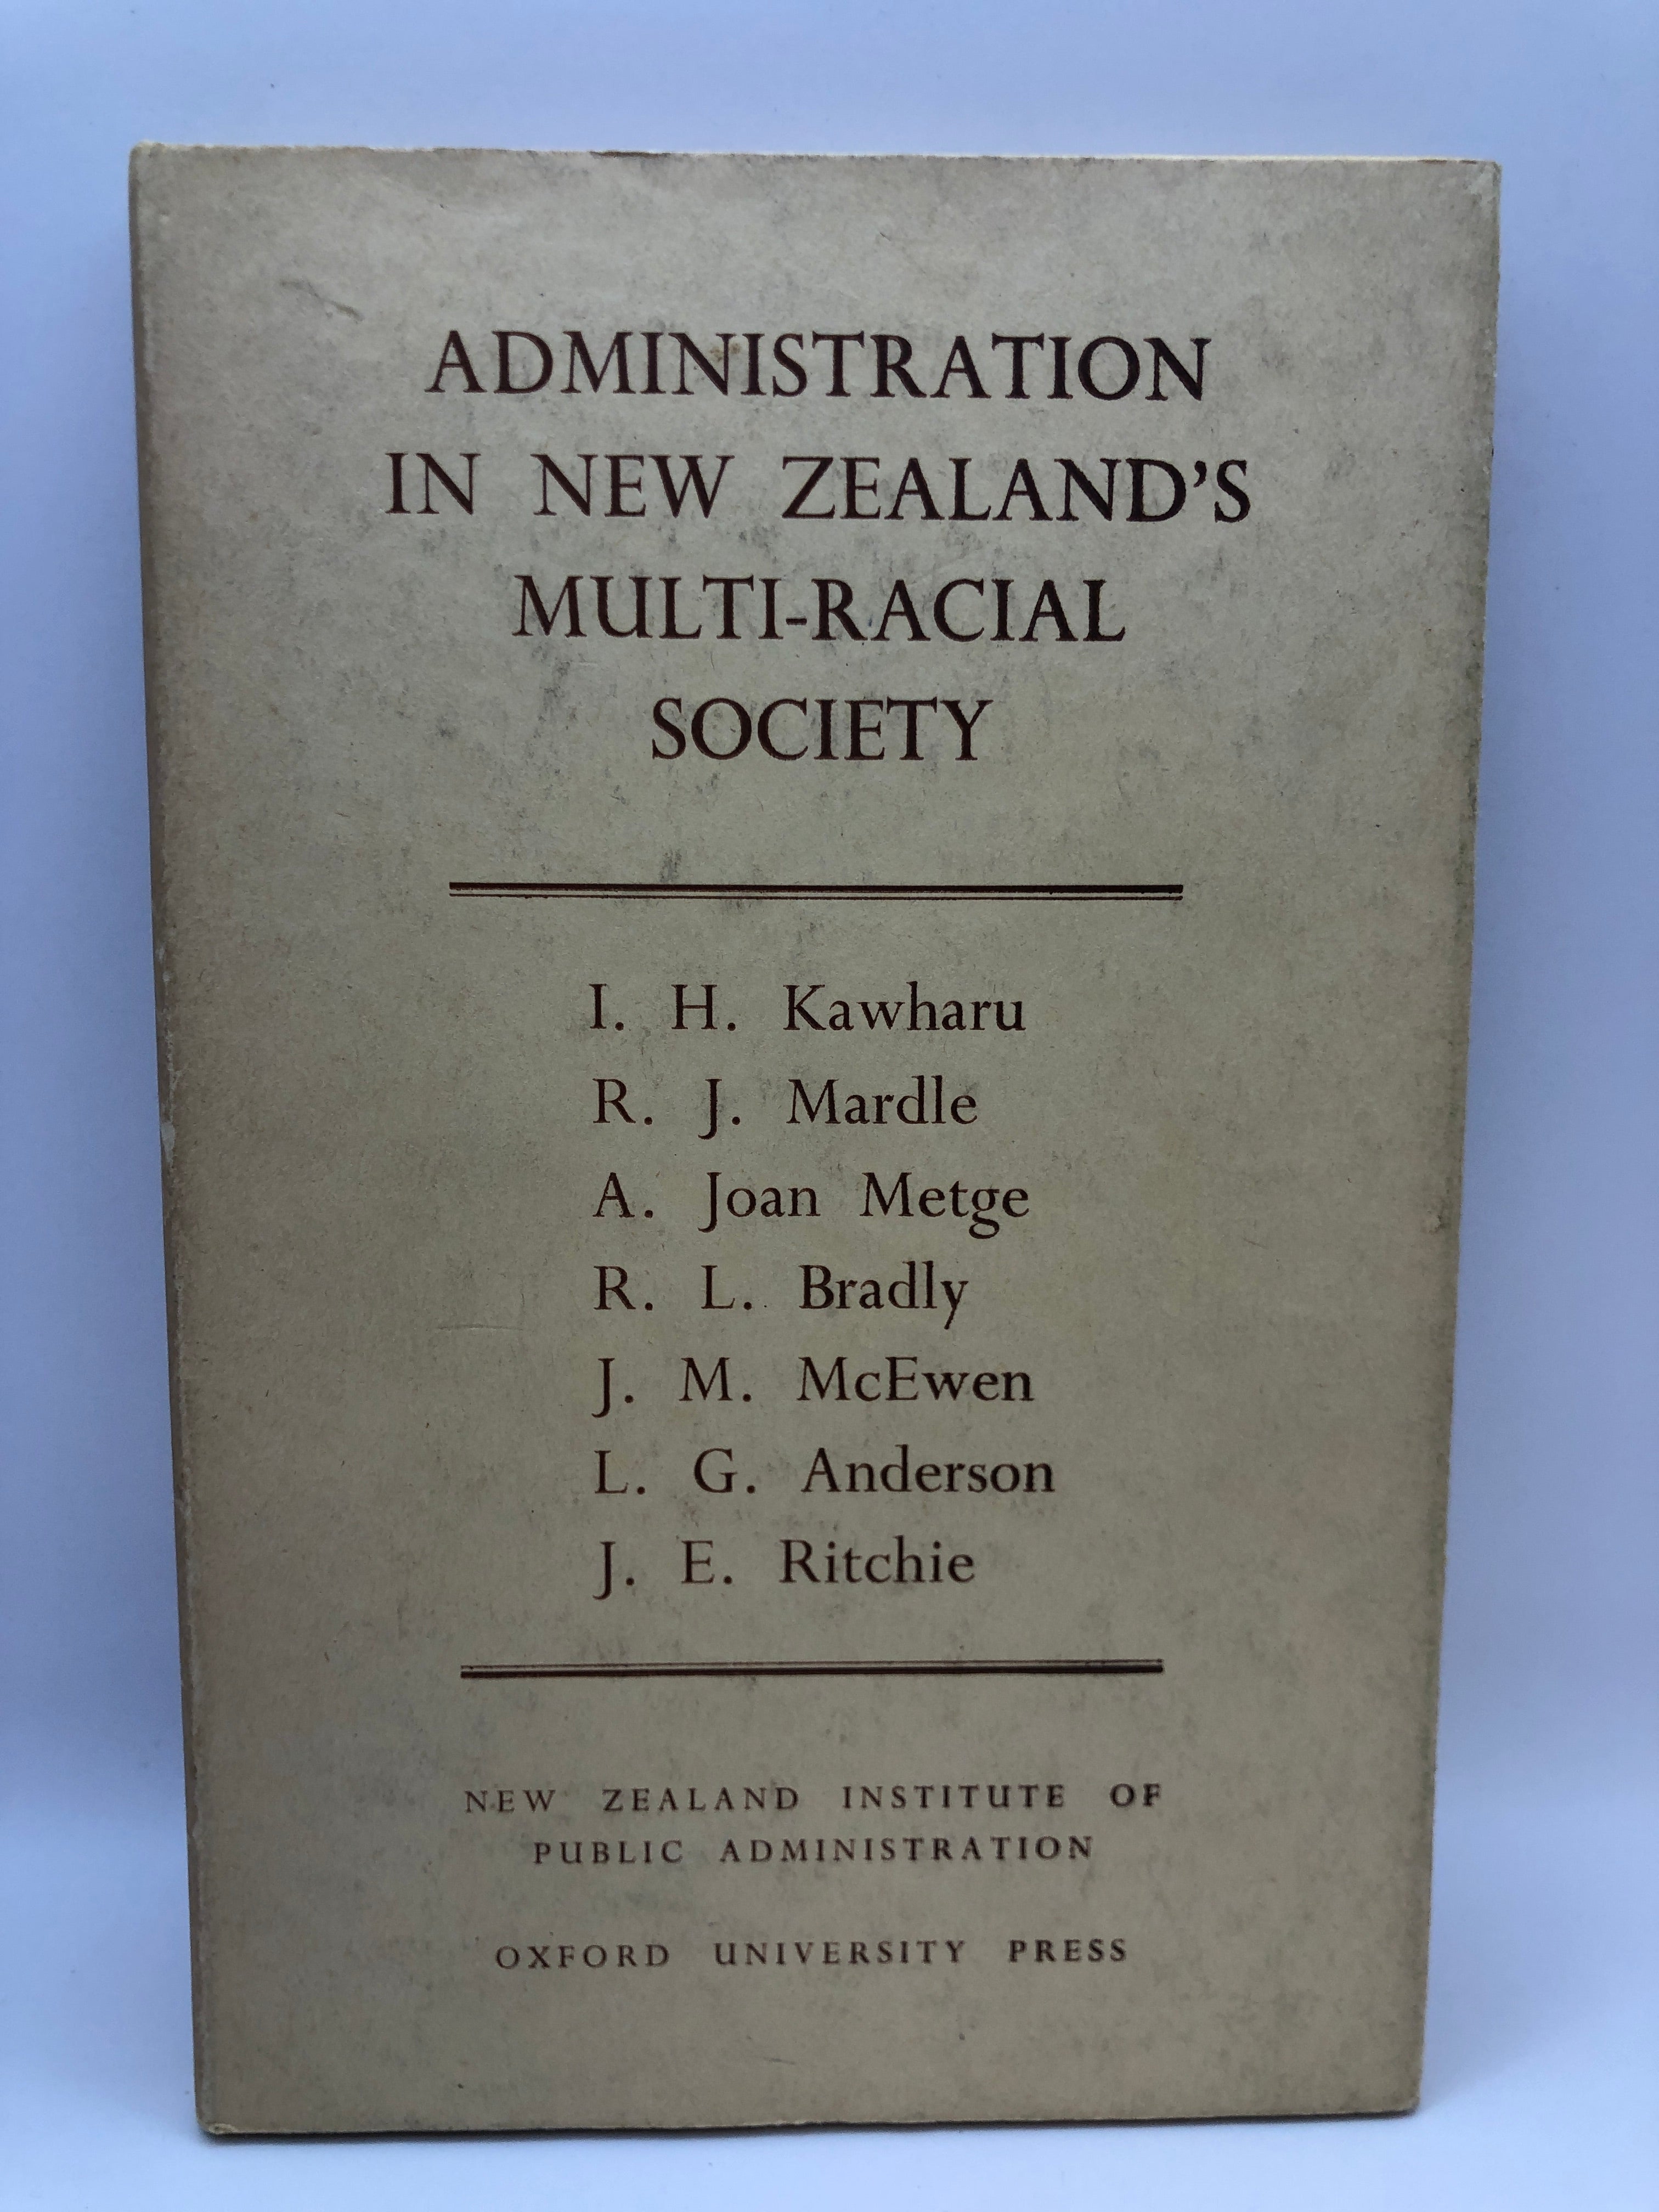 ADMINISTRATION
IN NEW ZEALAND'S
MULTI-RACIAL
SOCIETY
I. H. Kawharu
R. J. Mardle
A. Joan Metge
R. L. Bradly
J. M. McEwen
L. G. Anderson
J. E. Ritchie
NEW ZEALAND INSTITUTE OF
PUBLIC ADMINISTRATION
OXFORD UNIVERSITY PRESS